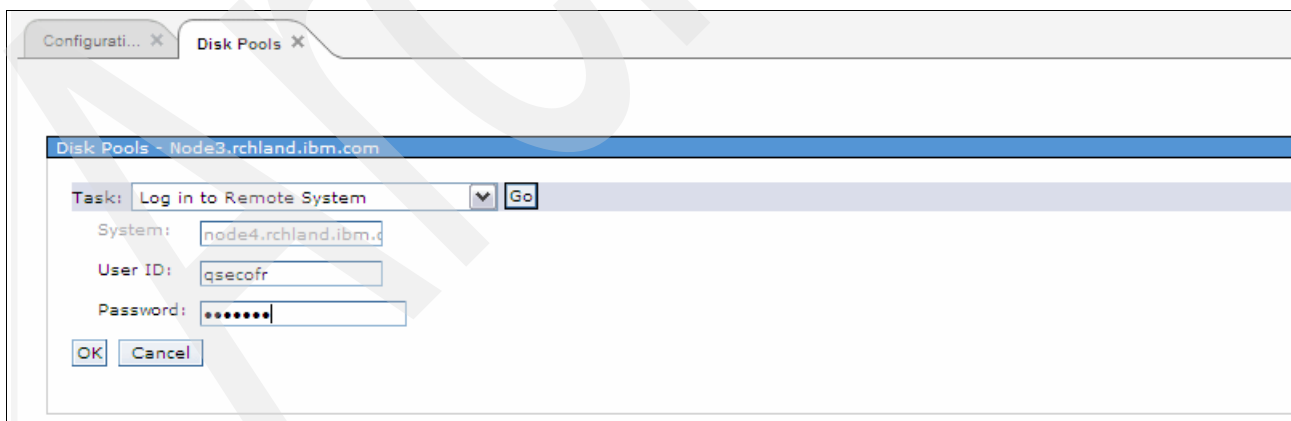 Configurati... Disk Pools
Disk Pools - Node3.rchland.ibm.com
Task: Log in to Remote System Go
System: node4.rchland.ibm.c
User ID: qsecofr
Password: •••••••
OK Cancel